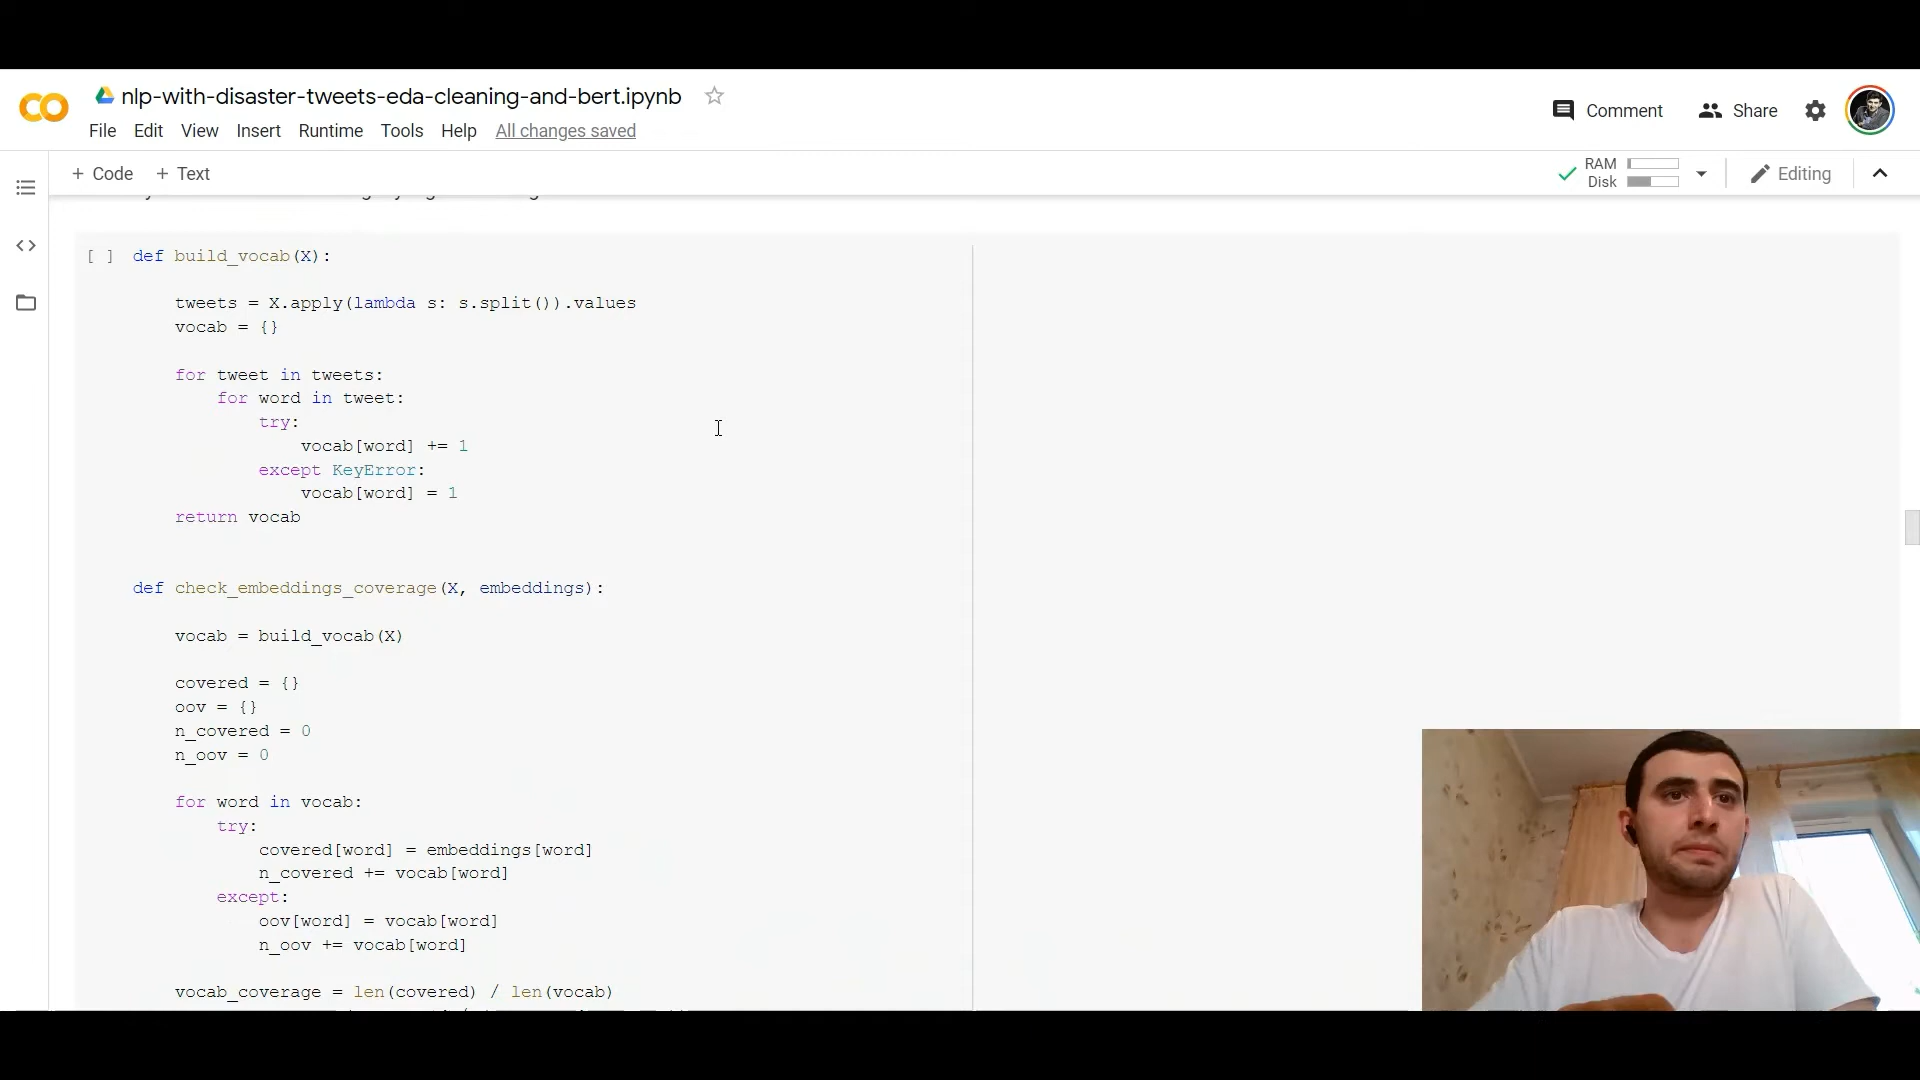 nlp-with-disaster-tweets-eda-cleaning-and-bert.ipynb
File Edit View Insert Runtime Tools Help All changes saved
Comment Share
+ Code + Text
RAM
Disk
Editing
[ ] def build_vocab(X):
tweets = X.apply(lambda s: s.split()).values
vocab = {}
for tweet in tweets:
for word in tweet:
try:
vocab[word] += 1
except KeyError:
vocab[word] = 1
return vocab
def check_embeddings_coverage(X, embeddings):
vocab = build_vocab(X)
covered = {}
oov = {}
n_covered = 0
n_oov = 0
for word in vocab:
try:
covered[word] = embeddings[word]
n_covered += vocab[word]
except:
oov[word] = vocab[word]
n_oov += vocab[word]
vocab_coverage = len(covered) / len(vocab)